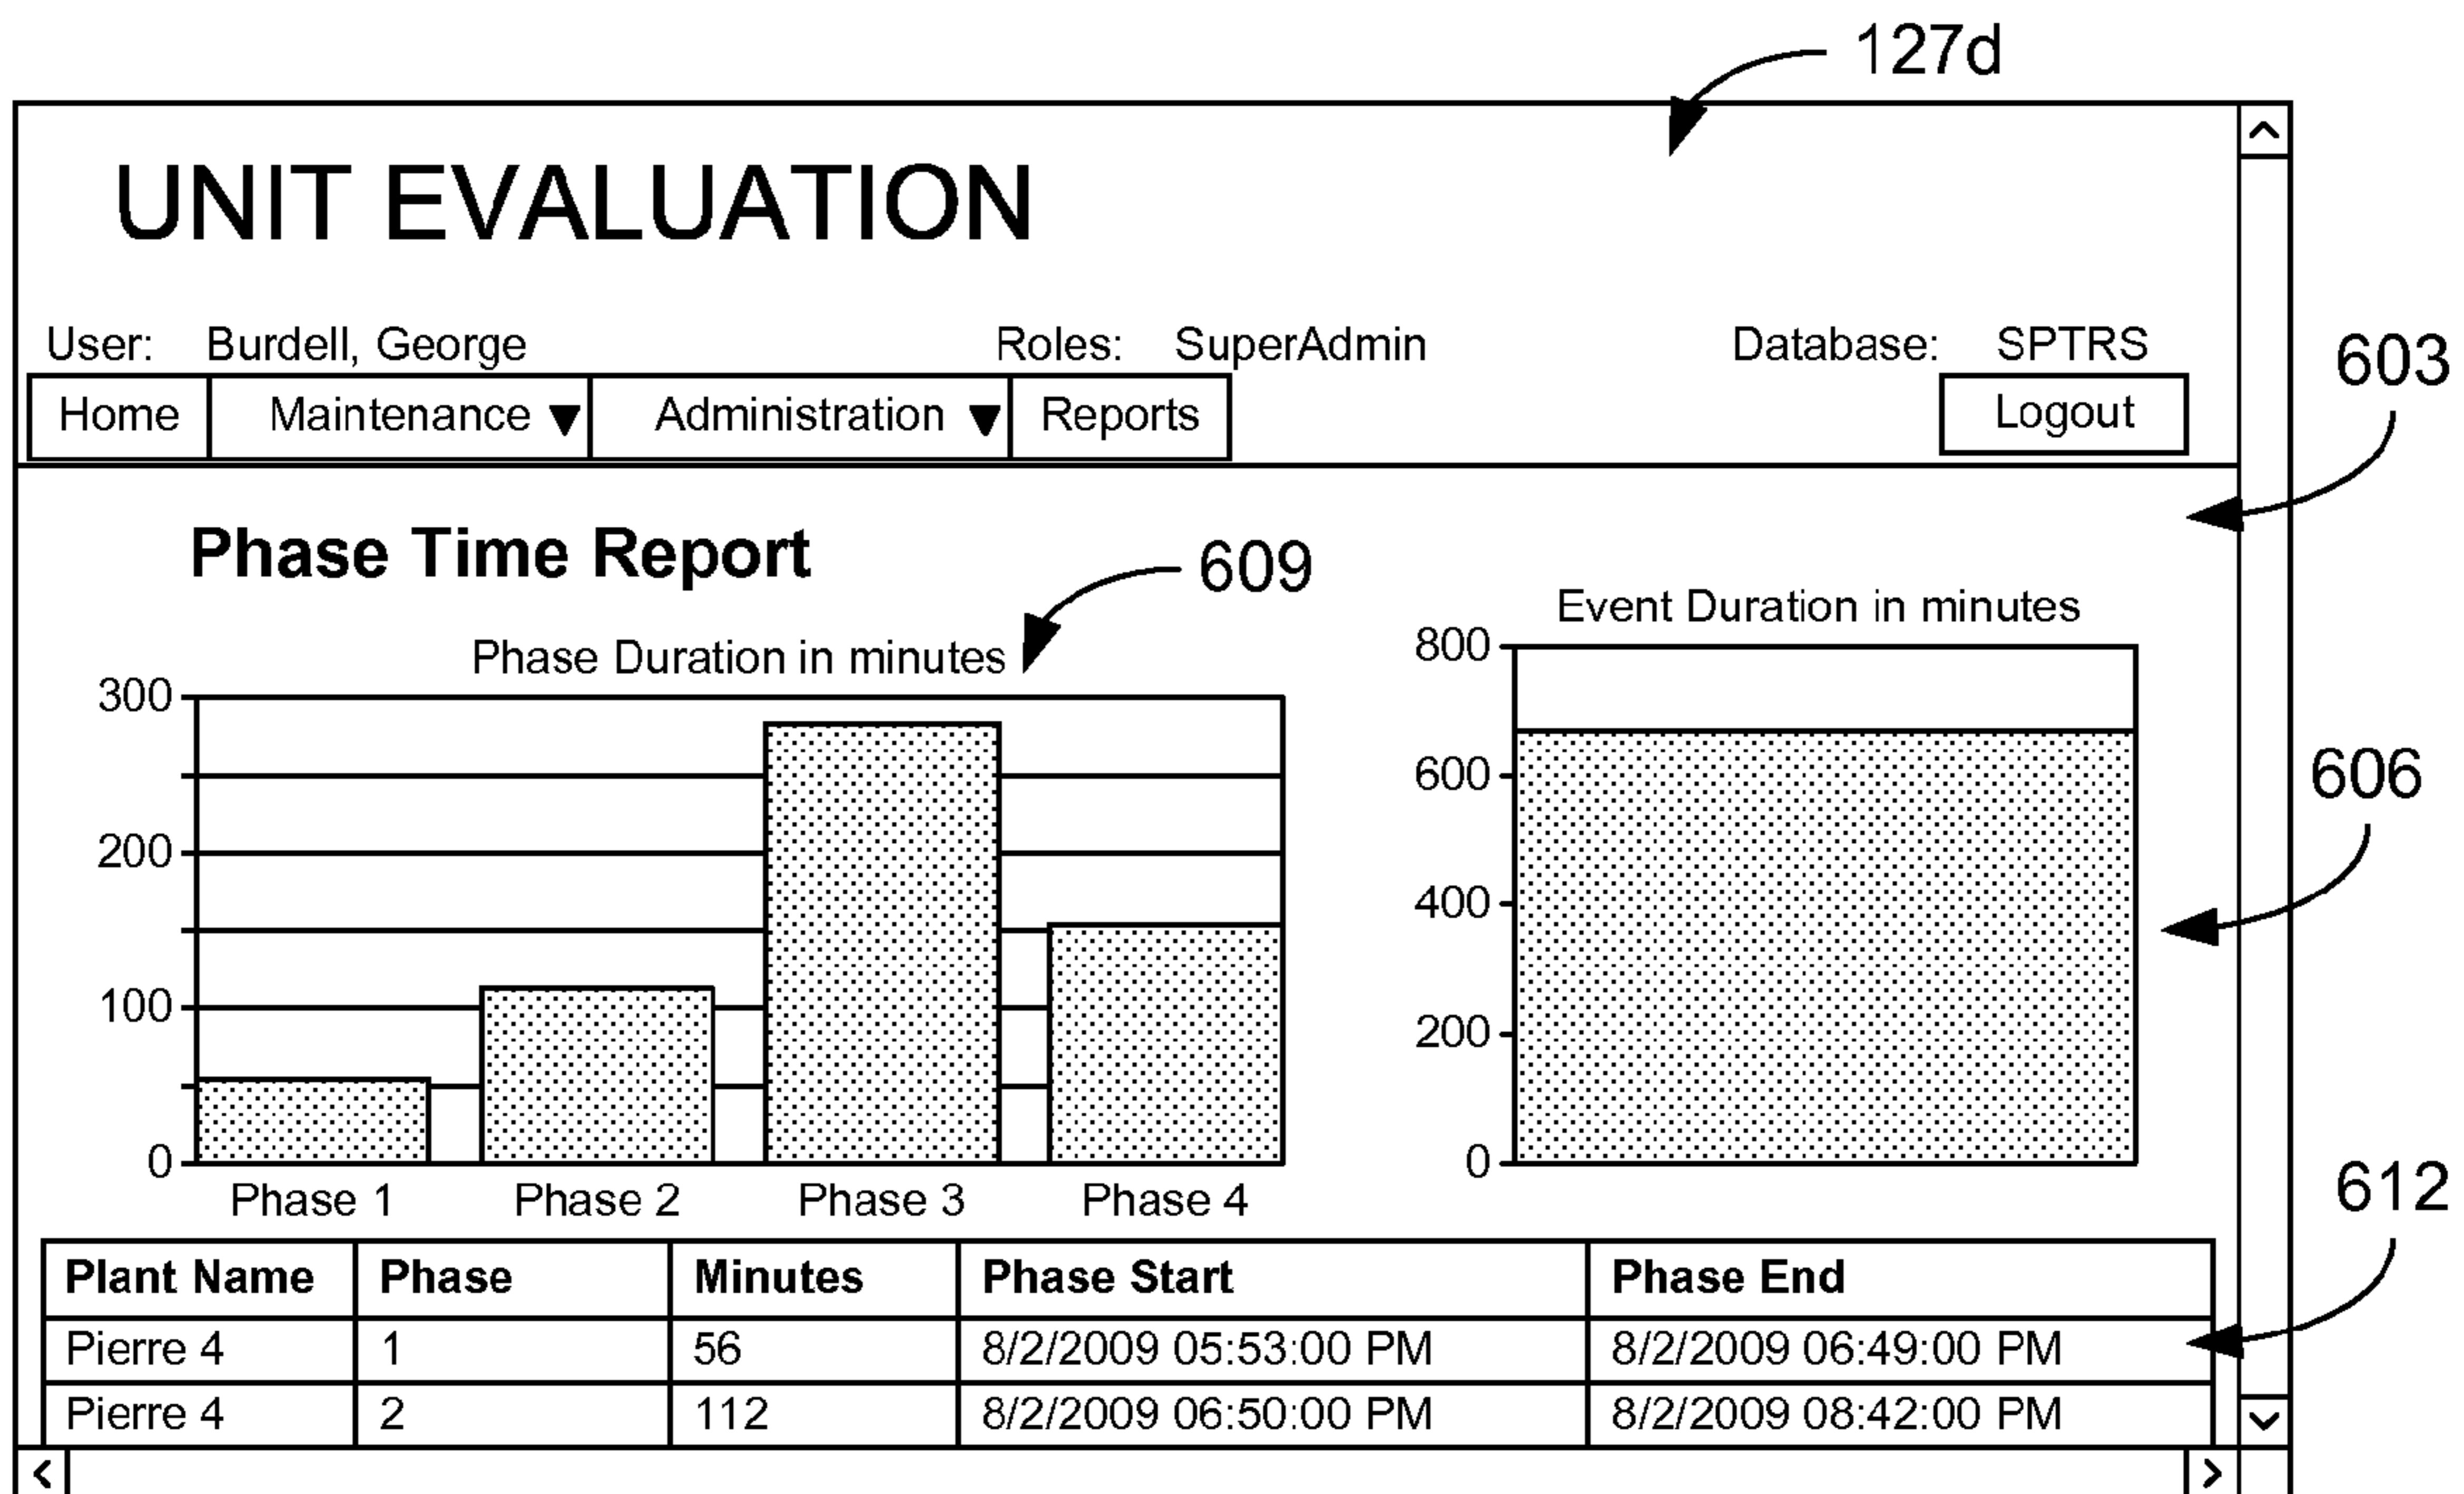 127d
UNIT EVALUATION
User: Burdell, George Roles: SuperAdmin Database: SPTRS
603
Home Maintenance ▼ Administration ▼ Reports Logout
Phase Time Report
609
Phase Duration in minutes
300
200
100
0
Phase 1 Phase 2 Phase 3 Phase 4
Event Duration in minutes
800
600
400
200
0
606
612
Plant Name Phase Minutes Phase Start Phase End
Pierre 4 1 56 8/2/2009 05:53:00 PM 8/2/2009 06:49:00 PM
Pierre 4 2 112 8/2/2009 06:50:00 PM 8/2/2009 08:42:00 PM